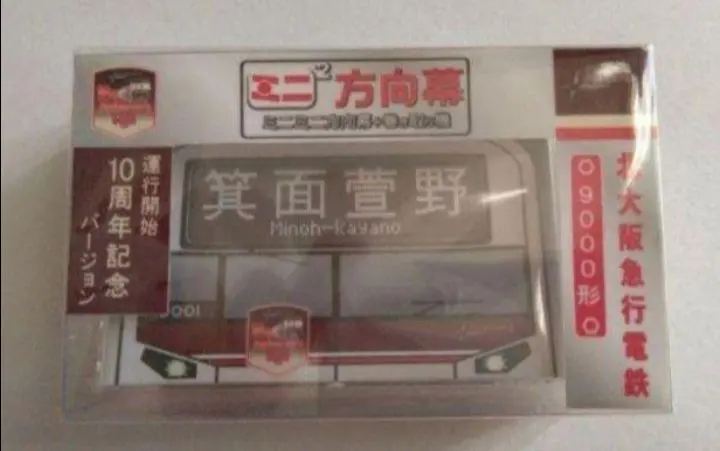 ミニ×2 方向幕
箕面萱野
Minoh-kayano
運行開始
10周年記念
バージョン
9001
北大阪急行電鉄
9000形